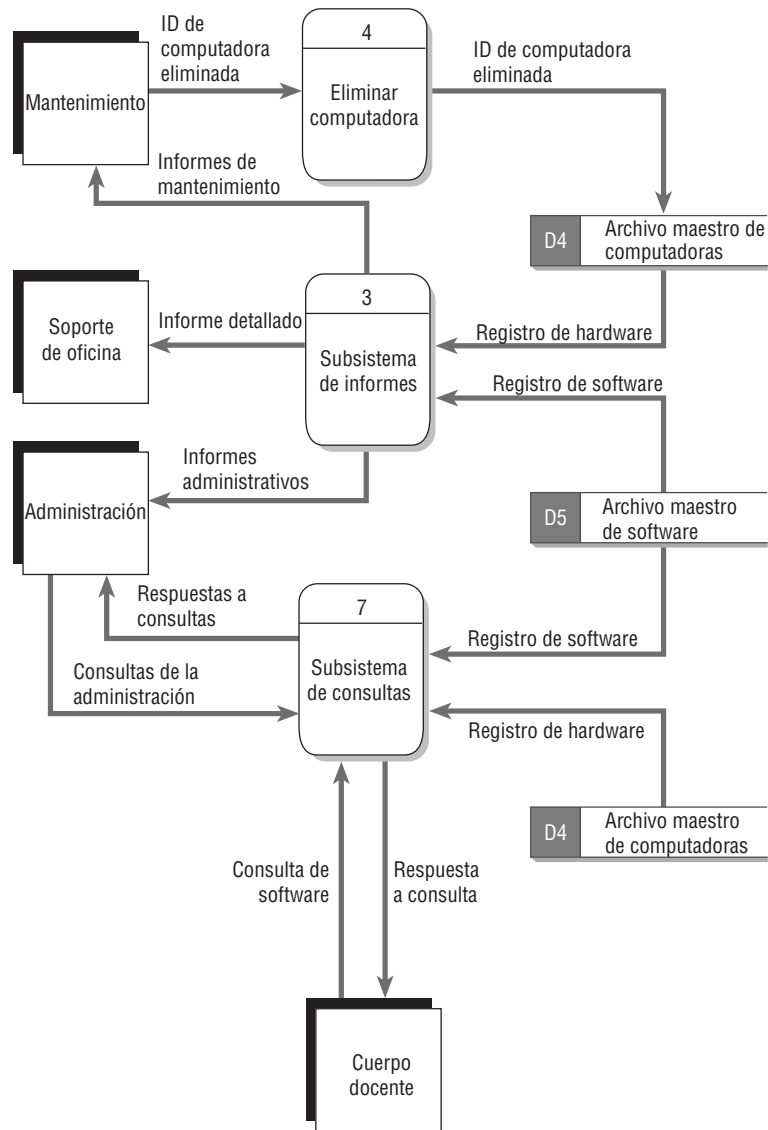 ID de
computadora
eliminada
4
Eliminar
computadora
ID de computadora
eliminada
Mantenimiento
Informes de
mantenimiento
D4
Archivo maestro de
computadoras
3
Subsistema
de informes
Soporte
de oficina
Informe detallado
Registro de hardware
Registro de software
Informes
administrativos
Administración
D5
Archivo maestro
de software
Respuestas a
consultas
7
Subsistema
de consultas
Registro de software
Consultas de la
administración
Registro de hardware
D4
Archivo maestro
de computadoras
Consulta de
software
Respuesta
a consulta
Cuerpo
docente